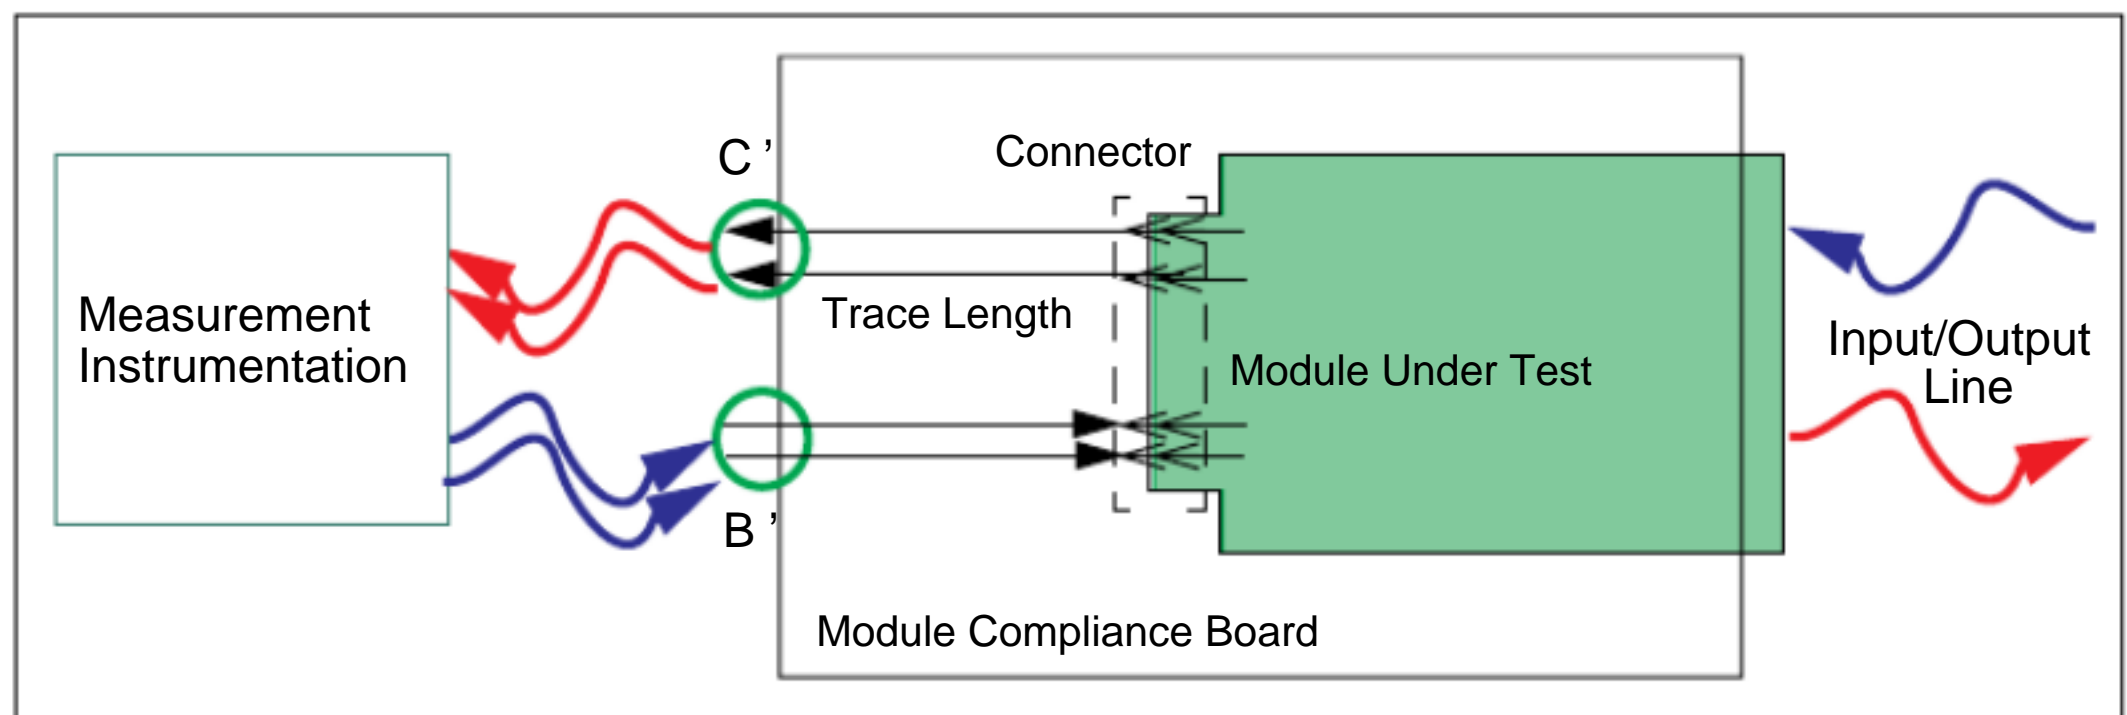 C ’
Connector
Measurement
Instrumentation
Trace Length
Module Under Test
Input/Output
Line
B ’
Module Compliance Board